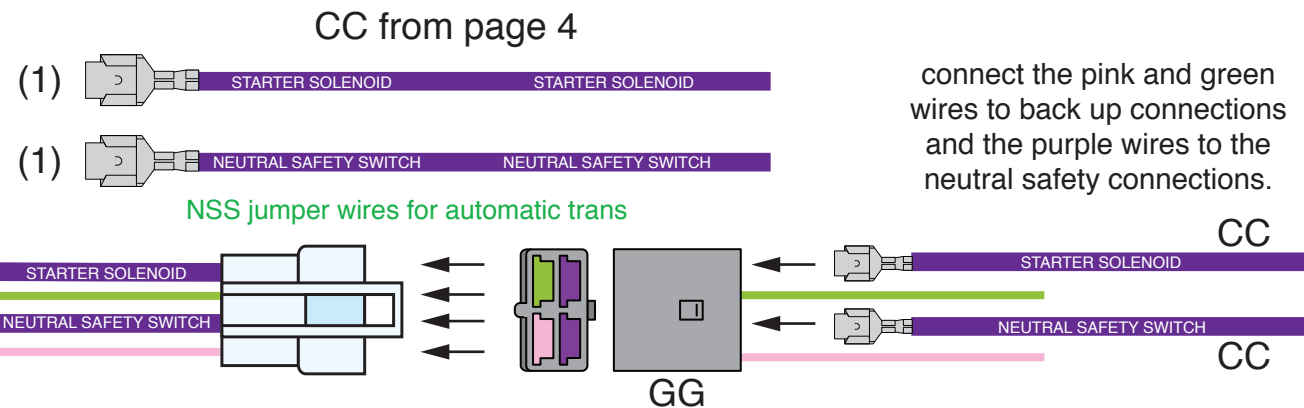 CC from page 4
(1) STARTER SOLENOID STARTER SOLENOID
(1) NEUTRAL SAFETY SWITCH NEUTRAL SAFETY SWITCH
NSS jumper wires for automatic trans
connect the pink and green
wires to back up connections
and the purple wires to the
neutral safety connections.
CC
STARTER SOLENOID
STARTER SOLENOID
NEUTRAL SAFETY SWITCH
NEUTRAL SAFETY SWITCH
CC
GG